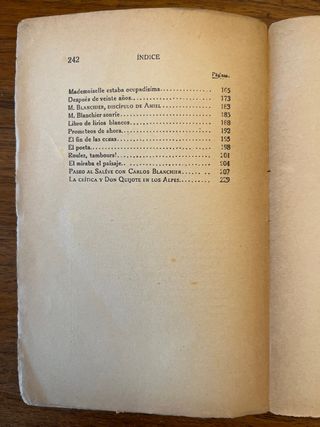 242 ÍNDICE
Págines.
Mademoiselle estaba ocupadísima 165
Después de veinte años 173
M. Blanchier, discípulo de Amiel 183
M. Blanchier sonríe 185
Libro de lirios blancos 188
Prometeos de ahora 192
El fin de las cosas 195
El poeta 198
Rouler, tambours! 201
El miraba el paisaje 204
Paseo al Salève con Carlos Blanchier 207
La crítica y Don Quijote en los Alpes 229